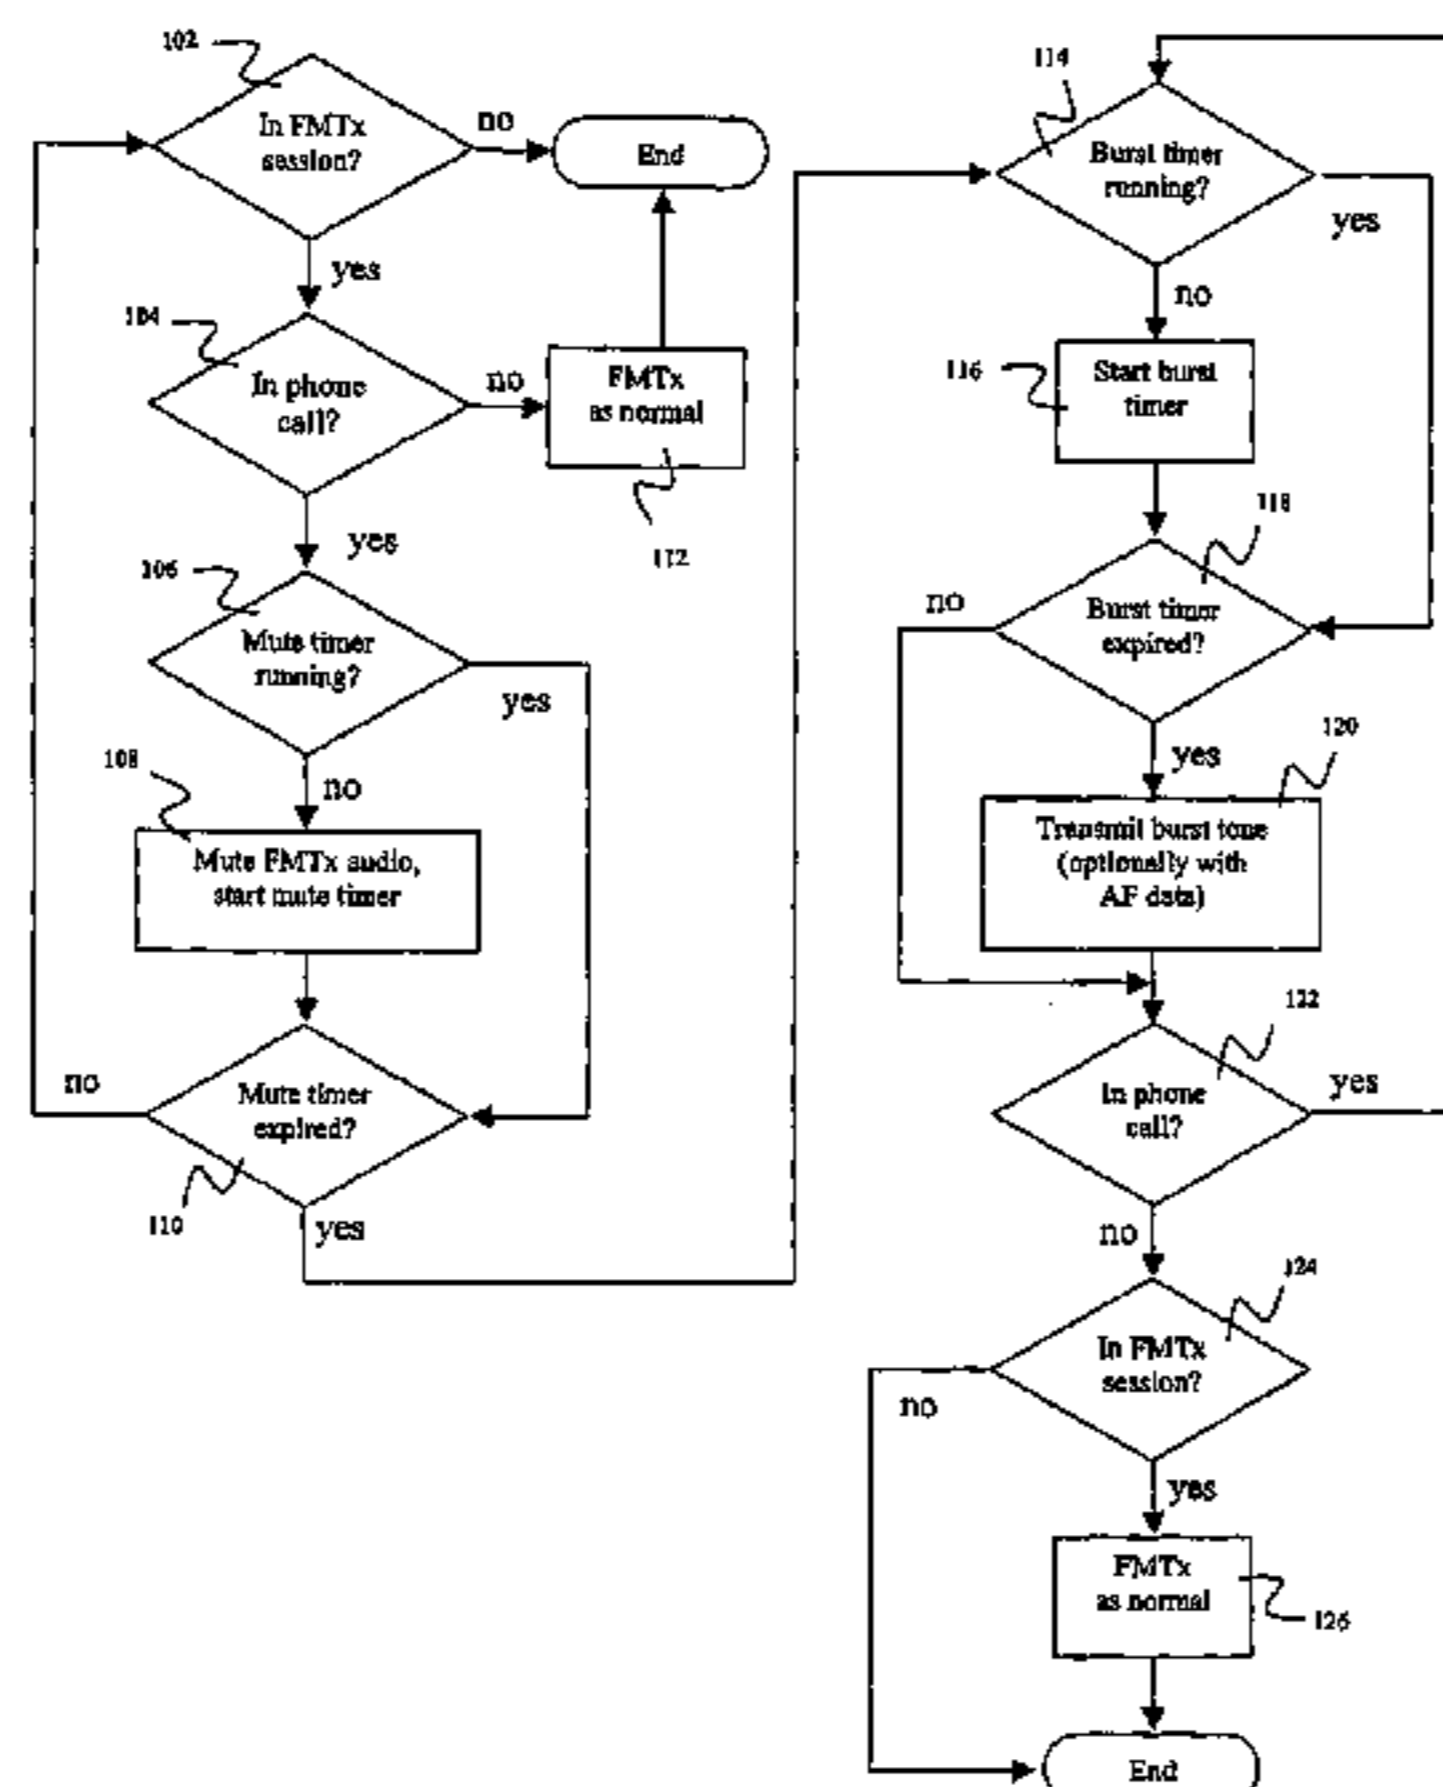 102
In FMTx
session?
no
End
yes
104
In phone
call?
no
FMTx
as normal
112
yes
106
Mute timer
running?
yes
108
no
Mute FMTx audio,
start mute timer
no
Mute timer
expired?
110
yes
114
Burst timer
running?
yes
no
116
Start burst
timer
118
no
Burst timer
expired?
120
yes
Transmit burst tone
(optionally with
AF data)
122
In phone
call?
yes
no
124
In FMTx
session?
no
yes
FMTx
as normal
126
End